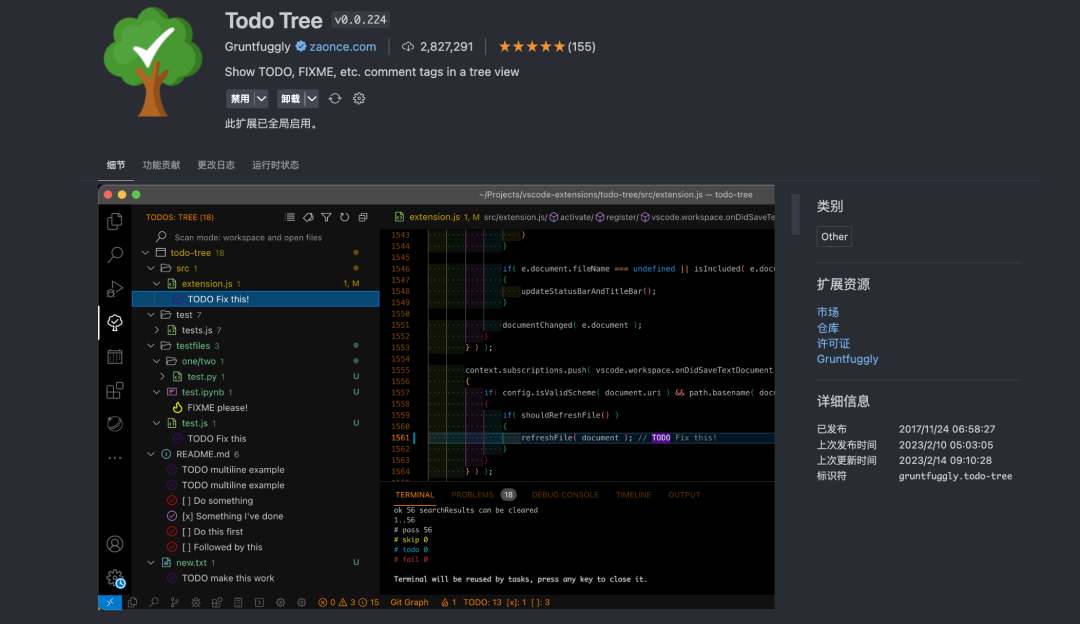 Todo Tree v0.0.224
Gruntfuggly zaonce.com 2,827,291 ★★★★★(155)
Show TODO, FIXME, etc. comment tags in a tree view
禁用 卸载
此扩展已全局启用。
细节 功能贡献 更改日志 运行时状态
~/Projects/vscode-extensions/todo-tree/src/extension.js — todo-tree
TODOS: TREE (18)
Scan mode: workspace and open files
todo-tree 18
src 1
extension.js 1 1, M
TODO Fix this!
test 7
tests.js 7
testfiles 3
one/two 1
test.py 1 U
test.ipynb 1 U
FIXME please!
test.js 1 U
TODO Fix this
README.md 6
TODO multiline example
TODO multiline example
[ ] Do something
[x] Something I've done
[ ] Do this first
[ ] Followed by this
new.txt 1 U
TODO make this work
extension.js 1, M src/extension.js/ activate/ register/ vscode.workspace.onDidSaveTe
1543 }
1544 }
1545
1546 if( e.document.fileName === undefined || isIncluded( e.doc
1547 {
1548 updateStatusBarAndTitleBar();
1549 }
1550
1551 documentChanged( e.document );
1552 }
1553 } ) );
1554
1555 context.subscriptions.push( vscode.workspace.onDidSaveTextDocument
1556 {
1557 if( config.isValidScheme( document.uri ) && path.basename( doc
1558 {
1559 if( shouldRefreshFile() )
1560 {
1561 refreshFile( document ); // TODO Fix this!
1562 }
1563 }
1564 } ) );
TERMINAL PROBLEMS 18 DEBUG CONSOLE TIMELINE OUTPUT
ok 56 searchResults can be cleared
1..56
# pass 56
# skip 0
# todo 0
# fail 0
Terminal will be reused by tasks, press any key to close it.
0 3 15 Git Graph 1 TODO: 13 [x]: 1 [ ]: 3
类别
Other
扩展资源
市场
仓库
许可证
Gruntfuggly
详细信息
已发布 2017/11/24 06:58:27
上次发布时间 2023/2/10 05:03:05
上次更新时间 2023/2/14 09:10:28
标识符 gruntfuggly.todo-tree